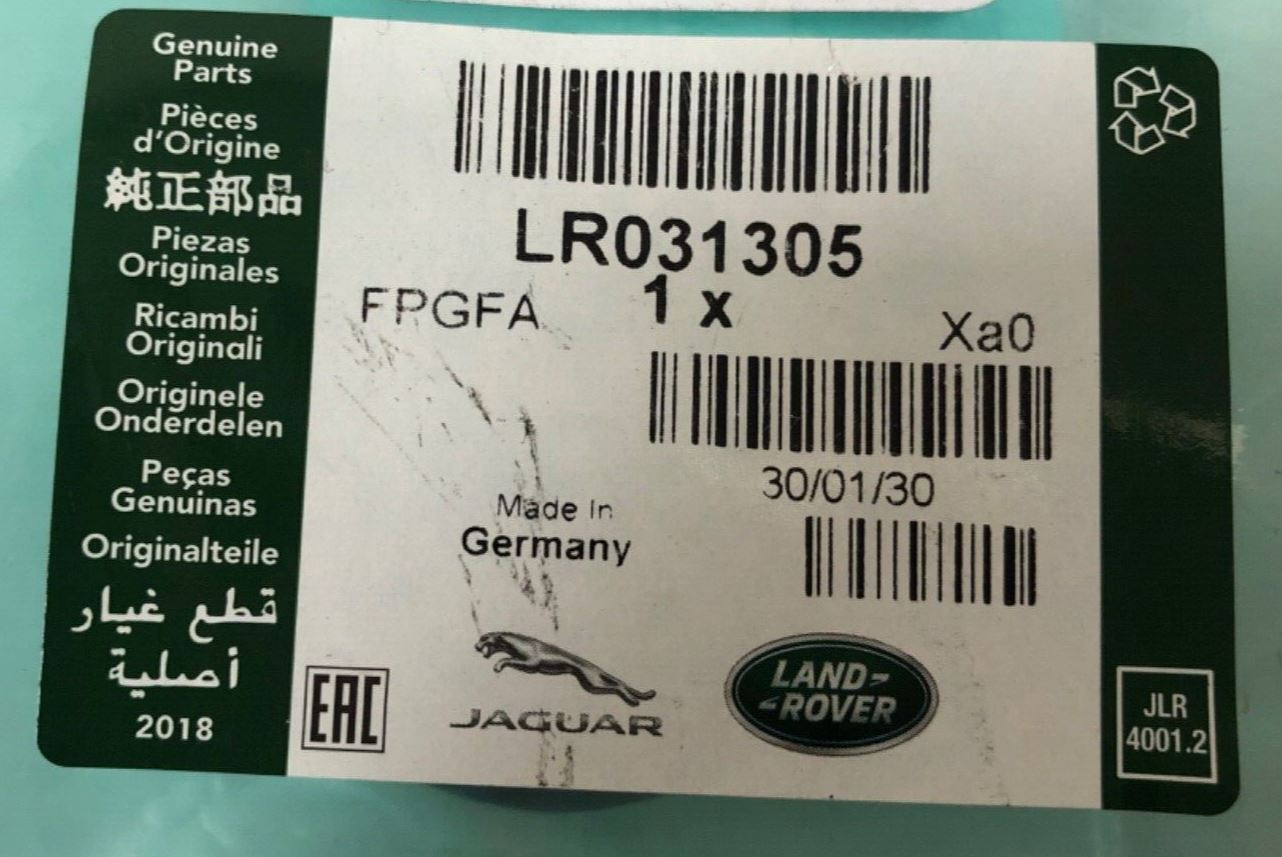 Genuine
Parts
Pièces
d'Origine
純正部品
Piezas
Originales
Ricambi
Originali
Originele
Onderdelen
Peças
Genuinas
Originalteile
قطع غيار
أصلية
2018
LR031305
1 x
FPGFA
Xa0
30/01/30
Made In
Germany
EAC
JAGUAR
LAND-
-ROVER
JLR
4001.2